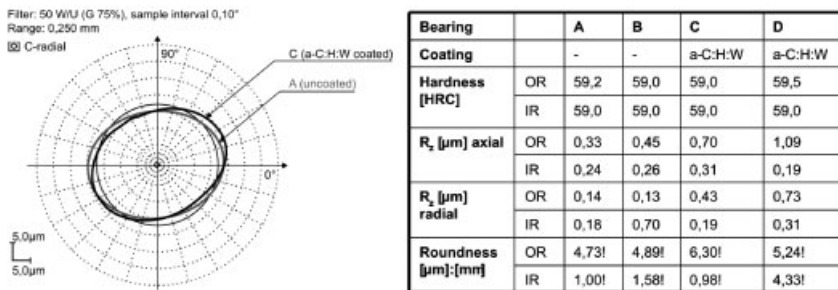 Filter: 50 W/U (G 75%), sample interval 0,10°
Range: 0,250 mm
C-radial
90°
C (a-C:H:W coated)
A (uncoated)
0°
5,0µm
5,0µm
Bearing A B C D
Coating - - a-C:H:W a-C:H:W
Hardness [HRC] OR 59,2 59,0 59,0 59,5
IR 59,0 59,0 59,0 59,0
Rz [µm] axial OR 0,33 0,45 0,70 1,09
IR 0,24 0,26 0,31 0,19
Rz [µm] radial OR 0,14 0,13 0,43 0,73
IR 0,18 0,70 0,19 0,31
Roundness [µm]:[mm] OR 4,73! 4,89! 6,30! 5,24!
IR 1,00! 1,58! 0,98! 4,33!